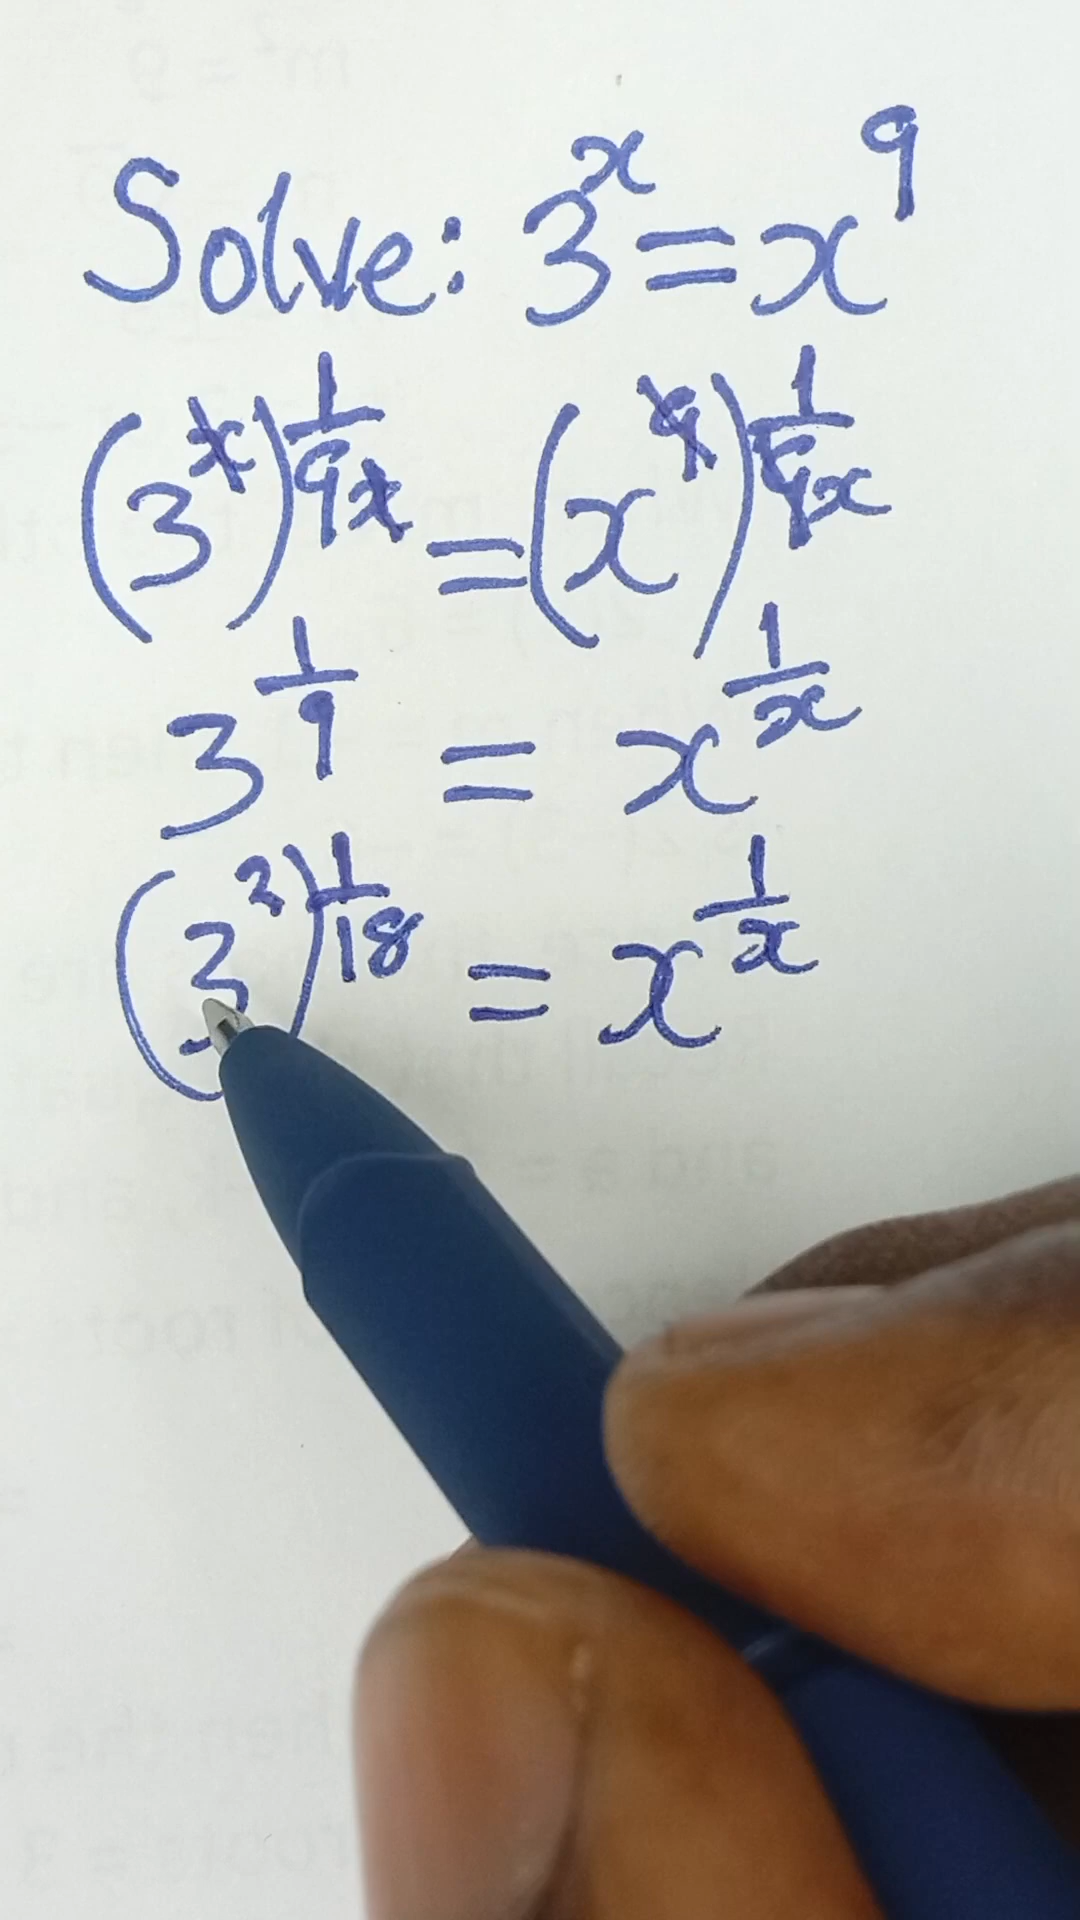 Solve: 3^x = x^9
(3^x)^(1/9x) = (x^9)^(1/9x)
3^(1/9) = x^(1/x)
(3^2)^(1/18) = x^(1/x)